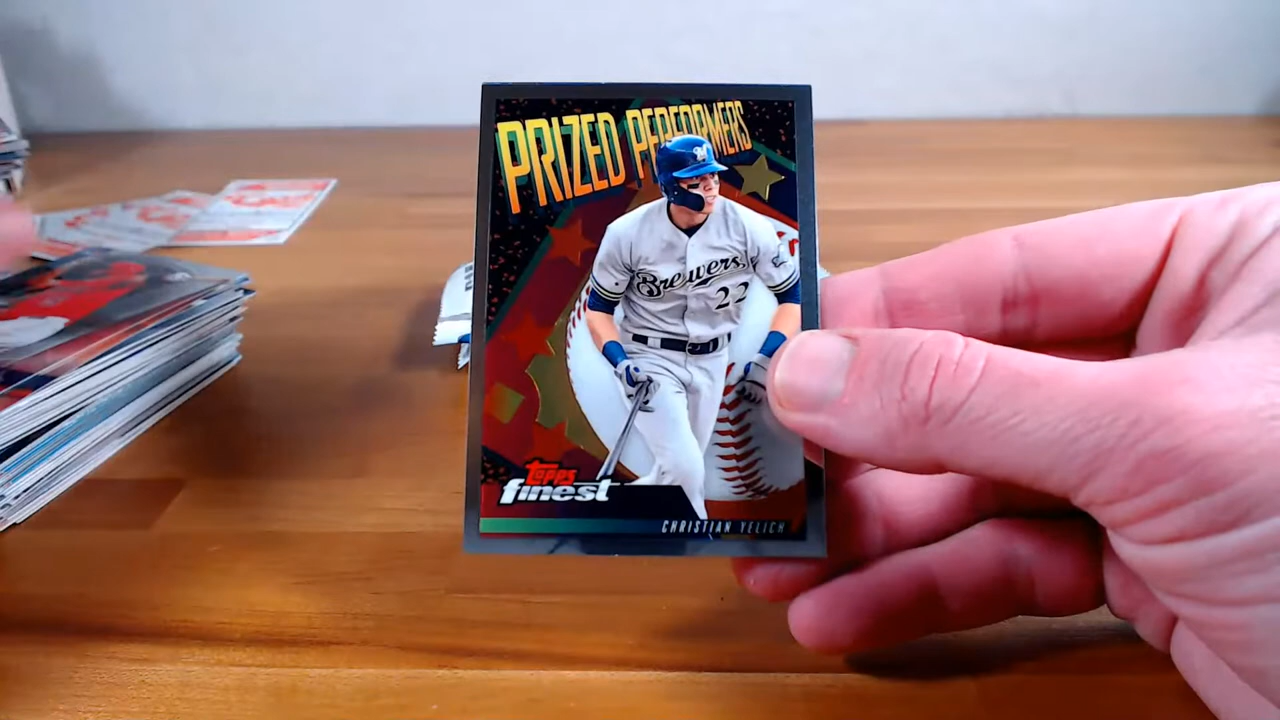 PRIZED PERFORMERS
Brewers
22
Topps
finest
CHRISTIAN YELICH